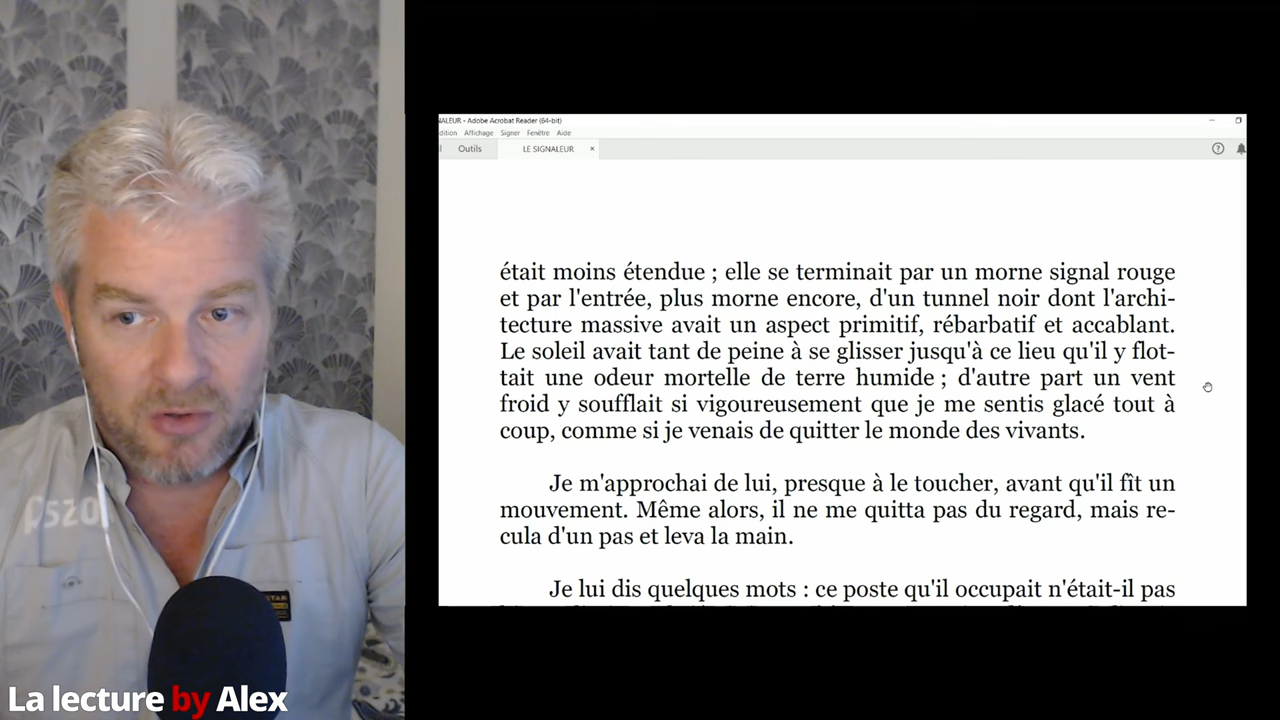 NALEUR - Adobe Acrobat Reader (64-bit)
dition Affichage Signer Fenêtre Aide
Outils LE SIGNALEUR ×
était moins étendue ; elle se terminait par un morne signal rouge
et par l'entrée, plus morne encore, d'un tunnel noir dont l'archi-
tecture massive avait un aspect primitif, rébarbatif et accablant.
Le soleil avait tant de peine à se glisser jusqu'à ce lieu qu'il y flot-
tait une odeur mortelle de terre humide ; d'autre part un vent
froid y soufflait si vigoureusement que je me sentis glacé tout à
coup, comme si je venais de quitter le monde des vivants.
Je m'approchai de lui, presque à le toucher, avant qu'il fît un
mouvement. Même alors, il ne me quitta pas du regard, mais re-
cula d'un pas et leva la main.
Je lui dis quelques mots : ce poste qu'il occupait n'était-il pas
La lecture by Alex